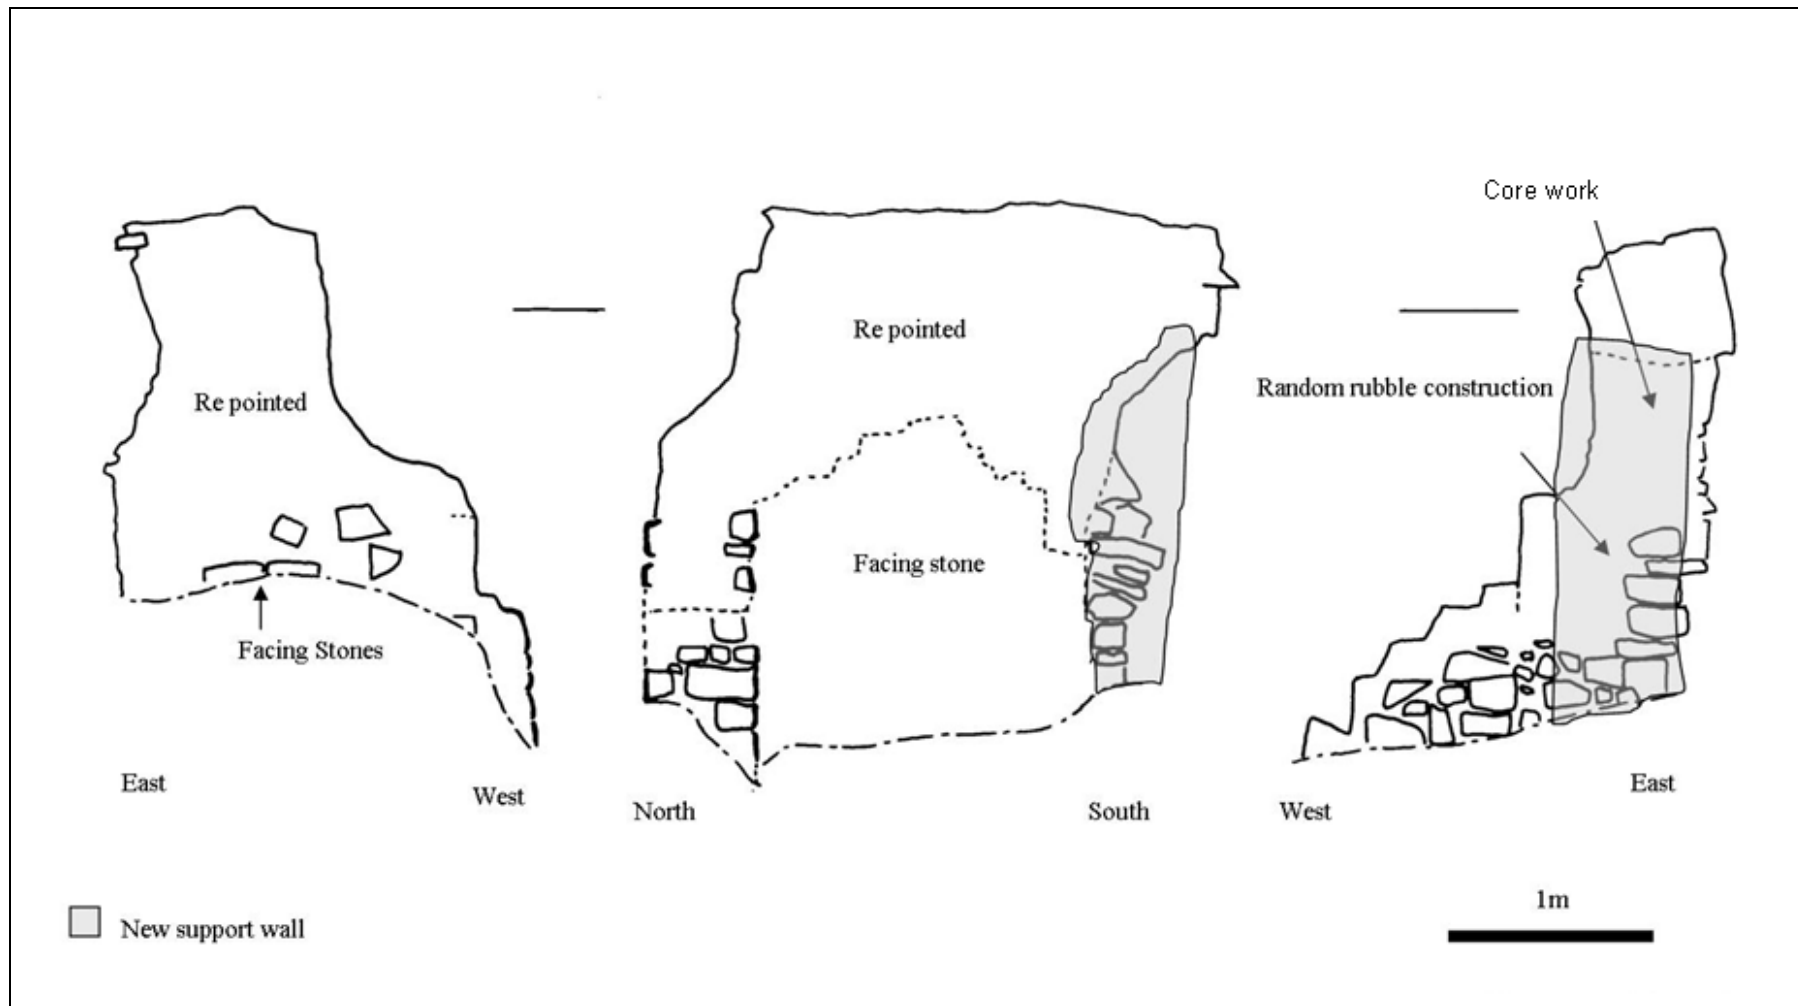 Core work
Re pointed
Random rubble construction
Re pointed
Facing stone
Facing Stones
East
West
North
South
West
East
1m
New support wall